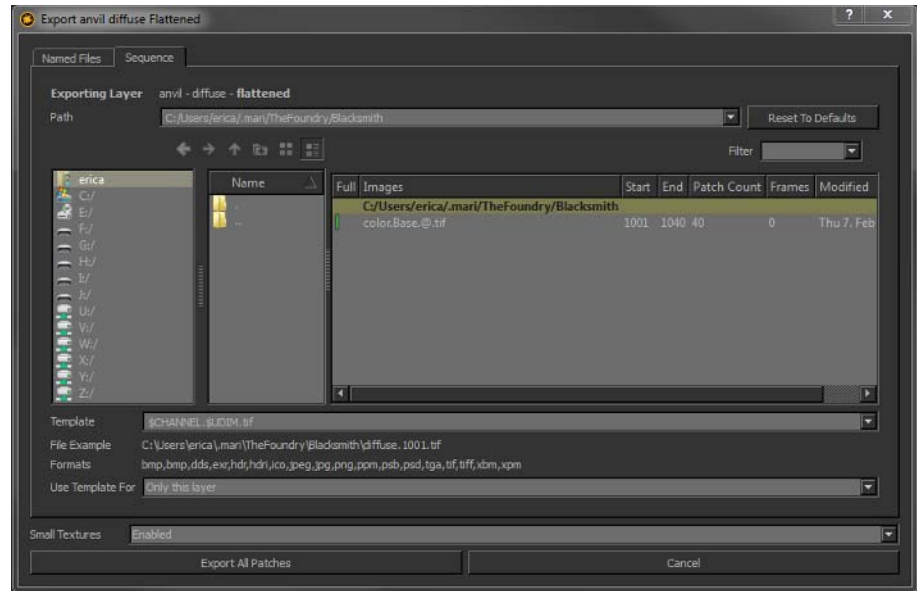 Export anvil diffuse Flattened
? x
Named Files Sequence
Exporting Layer anvil - diffuse - flattened
Path C:/Users/erica/.mari/TheFoundry/Blacksmith Reset To Defaults
Filter
erica
C:/
E:/
F:/
G:/
H:/
I:/
J:/
U:/
V:/
W:/
X:/
Y:/
Z:/
Name
.
..
Full Images Start End Patch Count Frames Modified
C:/Users/erica/.mari/TheFoundry/Blacksmith
color.Base.@.tif 1001 1040 40 0 Thu 7. Feb
Template $CHANNEL.$UDIM.tif
File Example C:\Users\erica\.mari\TheFoundry\Blacksmith\diffuse.1001.tif
Formats bmp,bmp,dds,exr,hdr,hdri,ico,jpeg,jpg,png,ppm,psb,psd,tga,tif,tiff,xbm,xpm
Use Template For Only this layer
Small Textures Enabled
Export All Patches Cancel